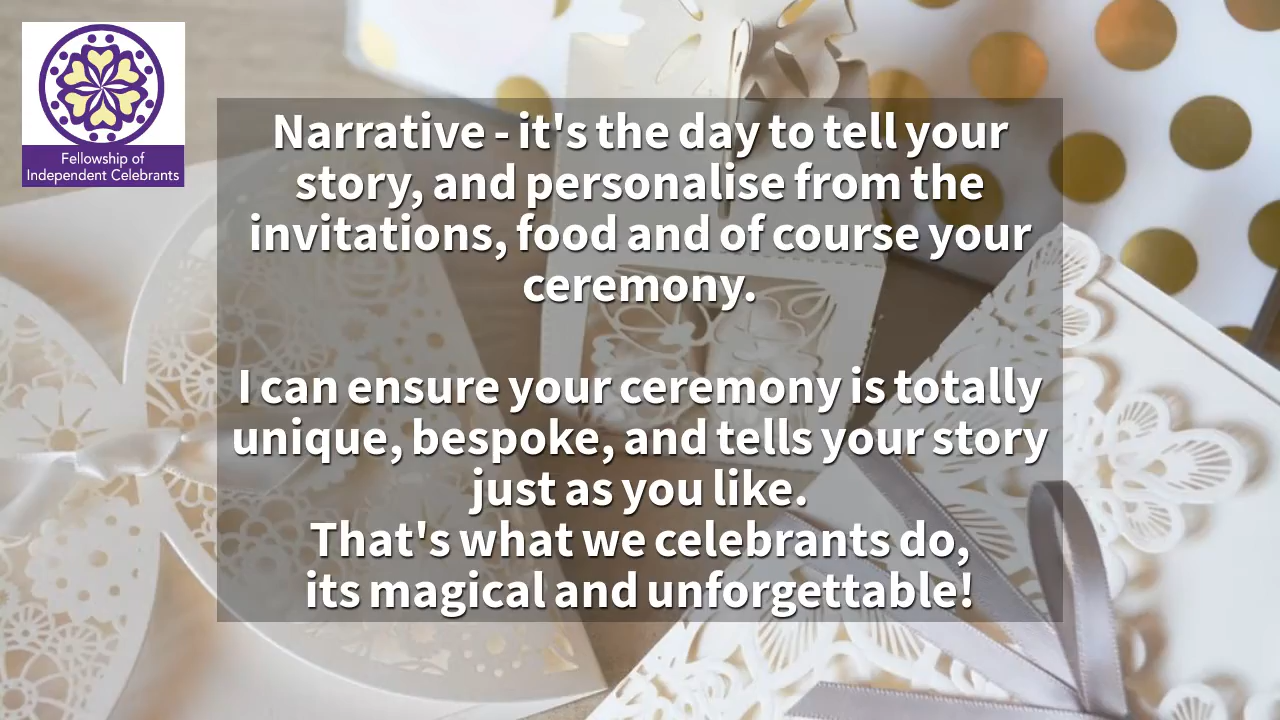 Fellowship of
Independent Celebrants
Narrative - it's the day to tell your
story, and personalise from the
invitations, food and of course your
ceremony.
I can ensure your ceremony is totally
unique, bespoke, and tells your story
just as you like.
That's what we celebrants do,
its magical and unforgettable!